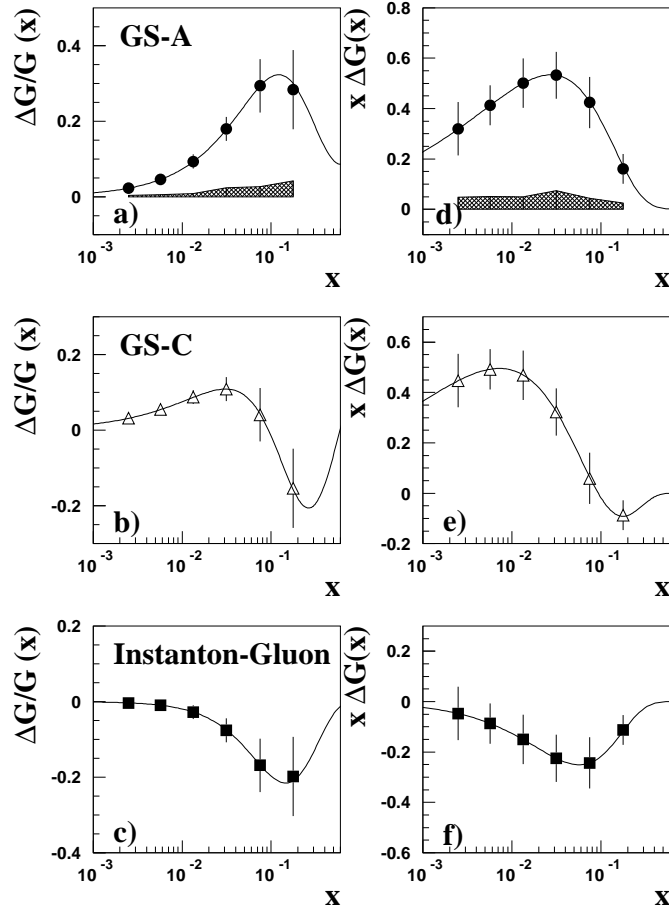 ΔG/G (x)
0.4
0.2
0
GS-A
a)
10^-3 10^-2 10^-1
x
x ΔG(x)
0.8
0.6
0.4
0.2
0
d)
10^-3 10^-2 10^-1
x
ΔG/G (x)
0.2
0
-0.2
GS-C
b)
10^-3 10^-2 10^-1
x
x ΔG(x)
0.6
0.4
0.2
0
-0.2
e)
10^-3 10^-2 10^-1
x
ΔG/G (x)
0.2
0
-0.2
-0.4
Instanton-Gluon
c)
10^-3 10^-2 10^-1
x
x ΔG(x)
0.2
0
-0.2
-0.4
-0.6
f)
10^-3 10^-2 10^-1
x